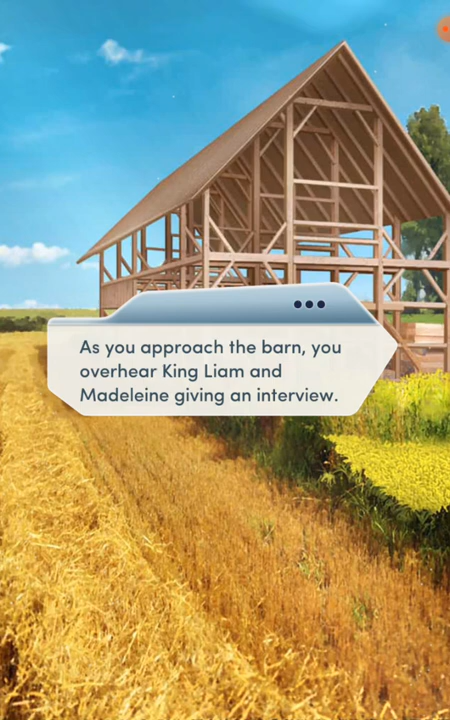 As you approach the barn, you
overhear King Liam and
Madeleine giving an interview.